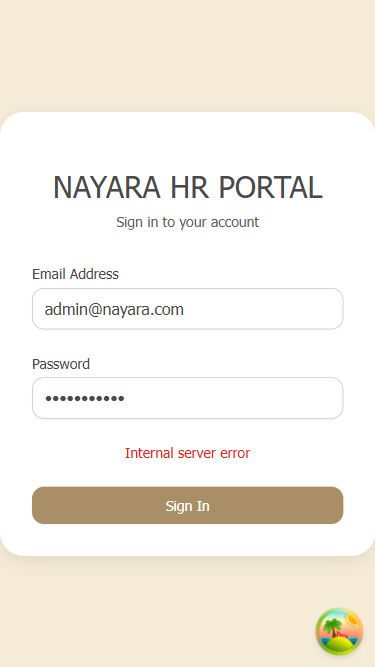 NAYARA HR PORTAL
Sign in to your account
Email Address
admin@nayara.com
Password
•••••••••••
Internal server error
Sign In